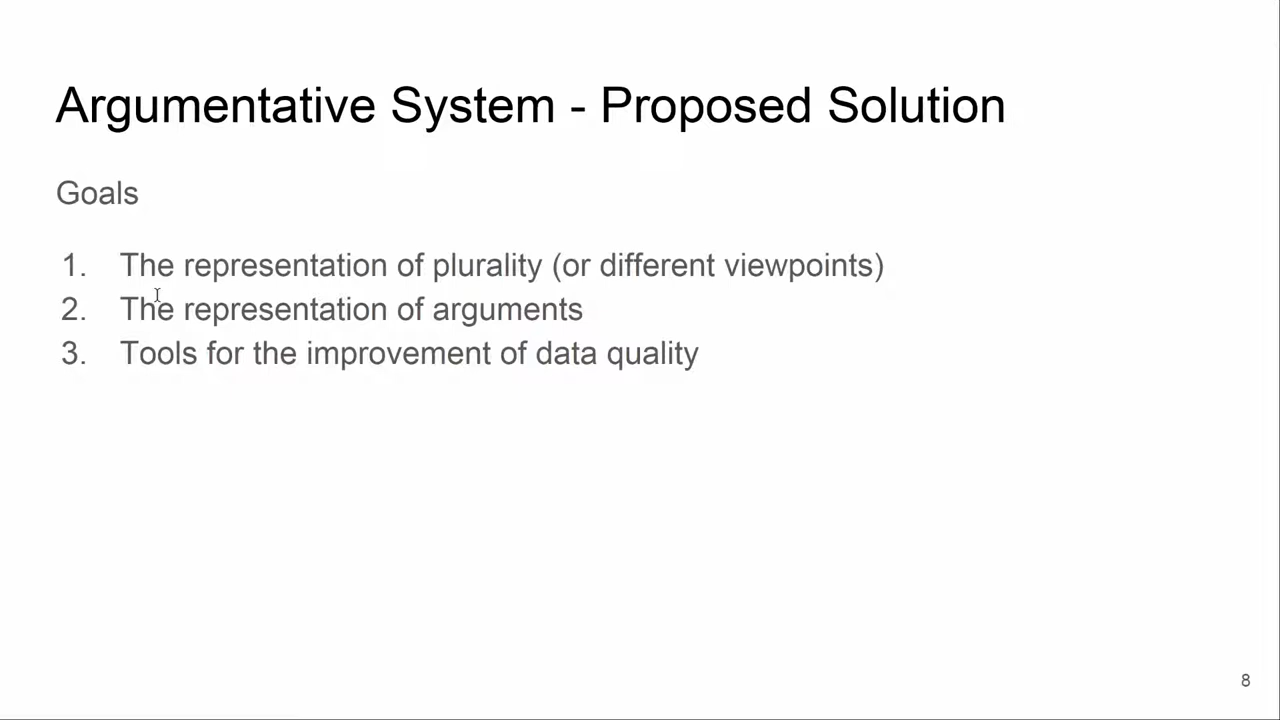 Argumentative System - Proposed Solution
Goals
1. The representation of plurality (or different viewpoints)
2. The representation of arguments
3. Tools for the improvement of data quality
8